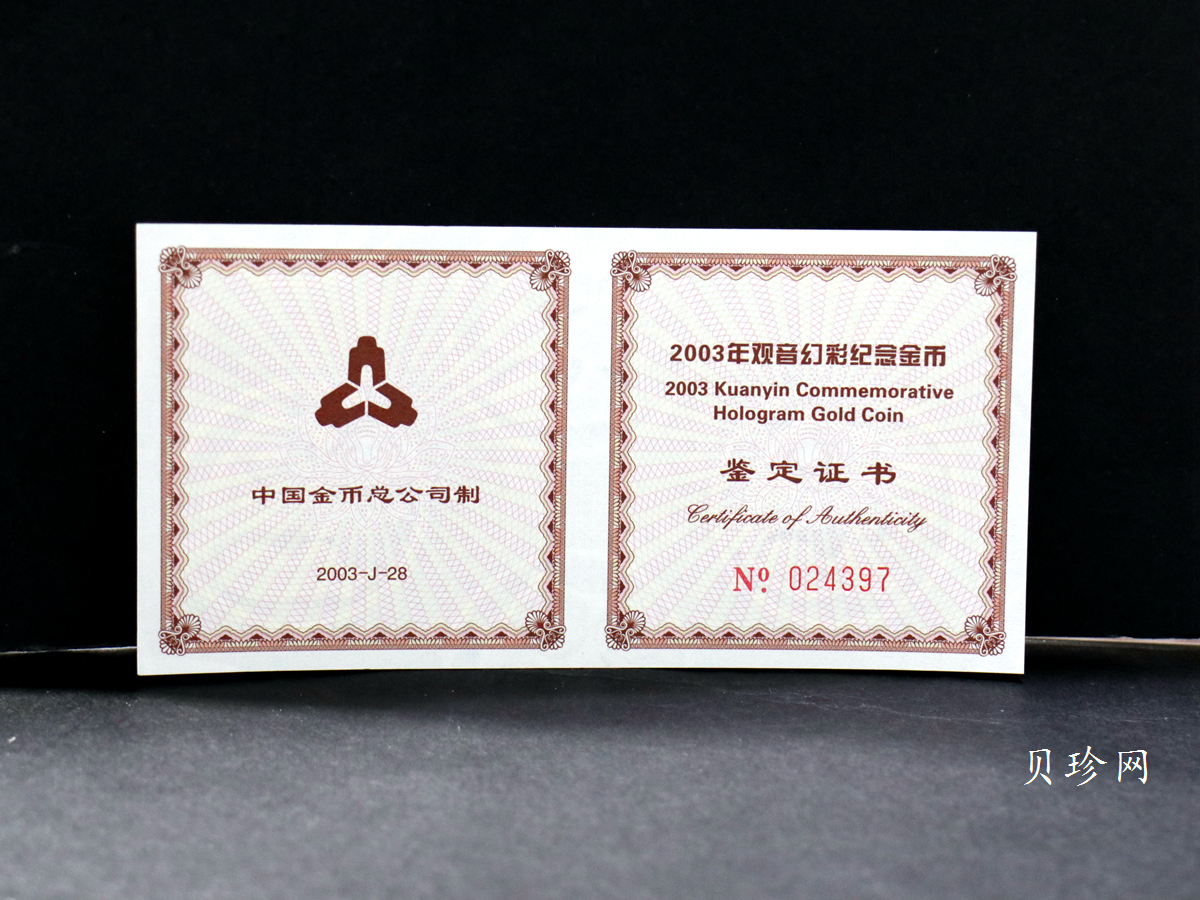 中国金币总公司制
2003-J-28
2003年观音幻彩纪念金币
2003 Kuanyin Commemorative
Hologram Gold Coin
鉴定证书
Certificate of Authenticity
Nº. 024397
贝珍网